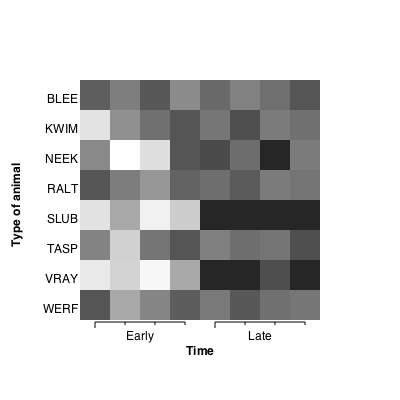 BLEE
KWIM
NEEK
RALT
SLUB
TASP
VRAY
WERF
Type of animal
Early Late
Time